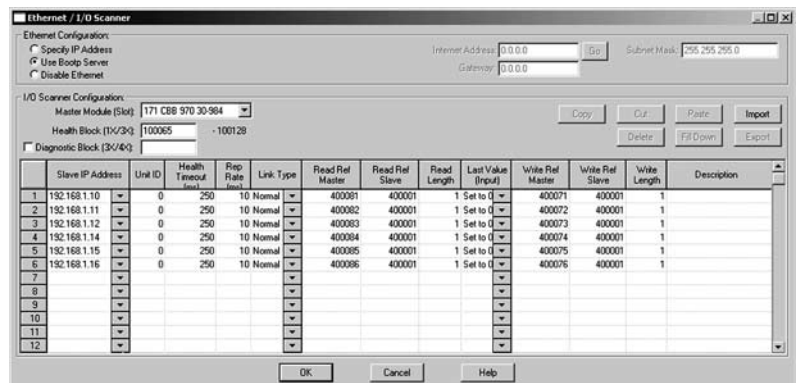 Ethernet / I/O Scanner
Ethernet Configuration:
Specify IP Address
Use Bootp Server
Disable Ethernet
Internet Address: 0.0.0.0
Go
Subnet Mask: 255.255.255.0
Gateway: 0.0.0.0
I/O Scanner Configuration:
Master Module (Slot): 171 CBB 970 30-984
Health Block (1X/3X): 100065 - 100128
Diagnostic Block (3X/4X):
Copy Cut Paste Import
Delete Fill Down Export
Slave IP Address Unit ID Health Timeout (ms) Rep Rate (ms) Link Type Read Ref Master Read Ref Slave Read Length Last Value (Input) Write Ref Master Write Ref Slave Write Length Description
1 192.168.1.10 0 250 10 Normal 400081 400001 1 Set to 0 400071 400001 1
2 192.168.1.11 0 250 10 Normal 400082 400001 1 Set to 0 400072 400001 1
3 192.168.1.12 0 250 10 Normal 400083 400001 1 Set to 0 400073 400001 1
4 192.168.1.14 0 250 10 Normal 400084 400001 1 Set to 0 400074 400001 1
5 192.168.1.15 0 250 10 Normal 400085 400001 1 Set to 0 400075 400001 1
6 192.168.1.16 0 250 10 Normal 400086 400001 1 Set to 0 400076 400001 1
7
8
9
10
11
12
OK Cancel Help